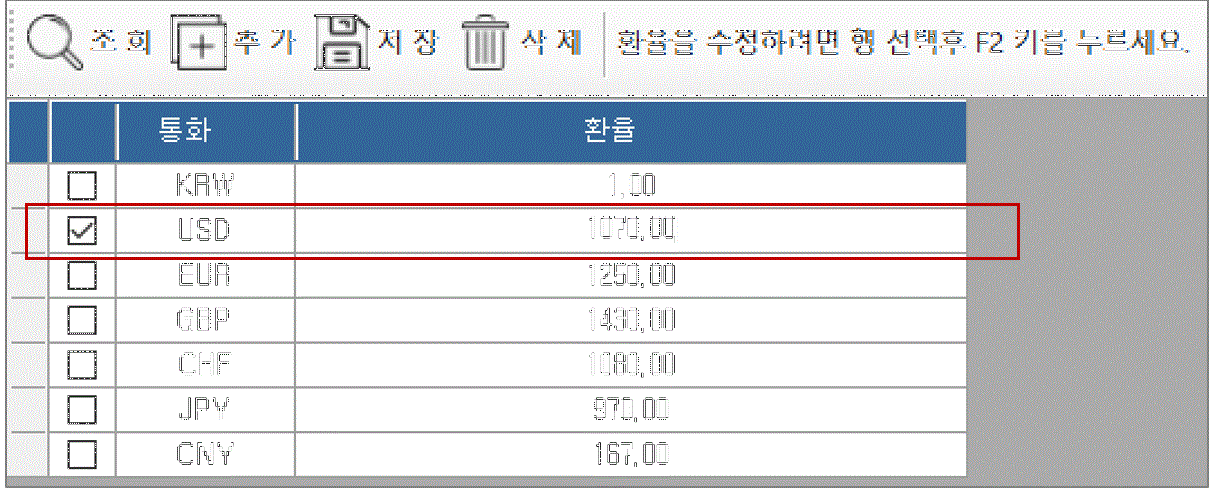 조 회 추 가 저 장 삭 제 환율을 수정하려면 행 선택후 F2 키를 누르세요.
통화 환율
KRW 1,00
USD 1070,00
EUR 1250,00
GBP 1430,00
CHF 1080,00
JPY 970,00
CNY 167,00